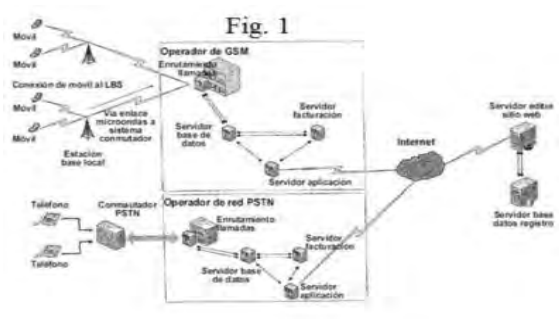 Fig. 1
Móvil
Móvil
Conexión de móvil al LBS
Móvil
Móvil
Vía enlace
microondas a
sistema
conmutador
Estación
base local
Operador de GSM
Enrutamiento
llamadas
Servidor
facturación
Servidor
base de
datos
Servidor aplicación
Internet
Servidor editor
sitio web
Servidor base
datos registro
Teléfono
Teléfono
Conmutador
PSTN
Operador de red PSTN
Enrutamiento
llamadas
Servidor
facturación
Servidor base
de datos
Servidor
aplicación